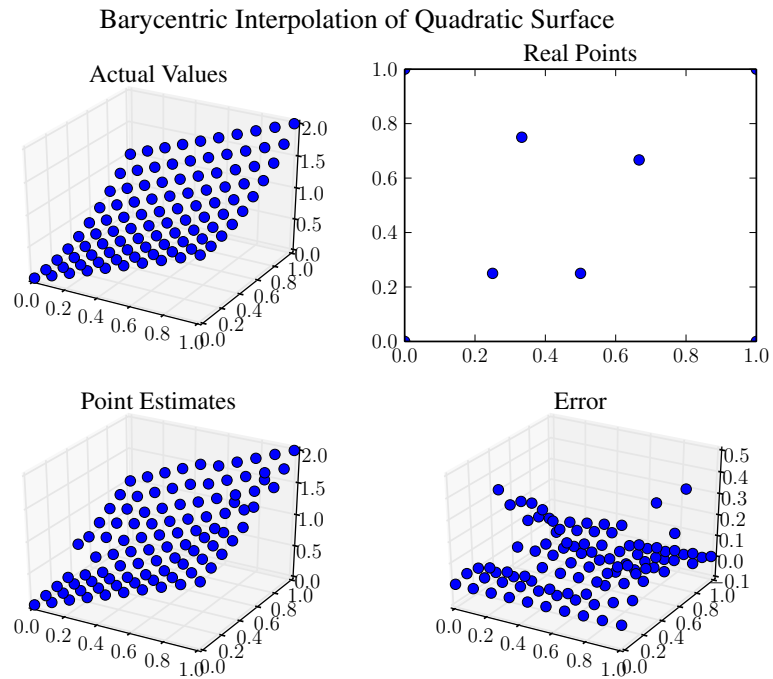 Barycentric Interpolation of Quadratic Surface
Actual Values
0.0 0.2 0.4 0.6 0.8 1.0
0.0 0.2 0.4 0.6 0.8 1.0
0.0 0.5 1.0 1.5 2.0
Real Points
0.0 0.2 0.4 0.6 0.8 1.0
0.0 0.2 0.4 0.6 0.8 1.0
Point Estimates
0.0 0.2 0.4 0.6 0.8 1.0
0.0 0.2 0.4 0.6 0.8 1.0
0.0 0.5 1.0 1.5 2.0
Error
0.0 0.2 0.4 0.6 0.8 1.0
0.0 0.2 0.4 0.6 0.8 1.0
−0.1 0.0 0.1 0.2 0.3 0.4 0.5